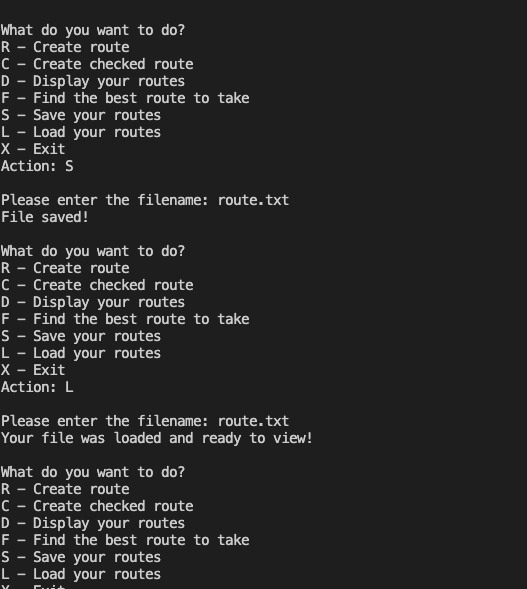 What do you want to do?
R – Create route
C – Create checked route
D – Display your routes
F – Find the best route to take
S – Save your routes
L – Load your routes
X – Exit
Action: S
Please enter the filename: route.txt
File saved!
What do you want to do?
R – Create route
C – Create checked route
D – Display your routes
F – Find the best route to take
S – Save your routes
L – Load your routes
X – Exit
Action: L
Please enter the filename: route.txt
Your file was loaded and ready to view!
What do you want to do?
R – Create route
C – Create checked route
D – Display your routes
F – Find the best route to take
S – Save your routes
L – Load your routes
X – Exit